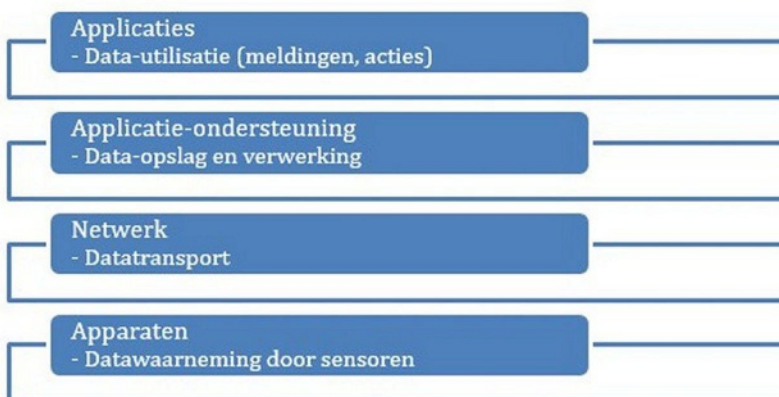 Applicaties
- Data-utilisatie (meldingen, acties)
Applicatie-ondersteuning
- Data-opslag en verwerking
Netwerk
- Datatransport
Apparaten
- Datawaarneming door sensoren